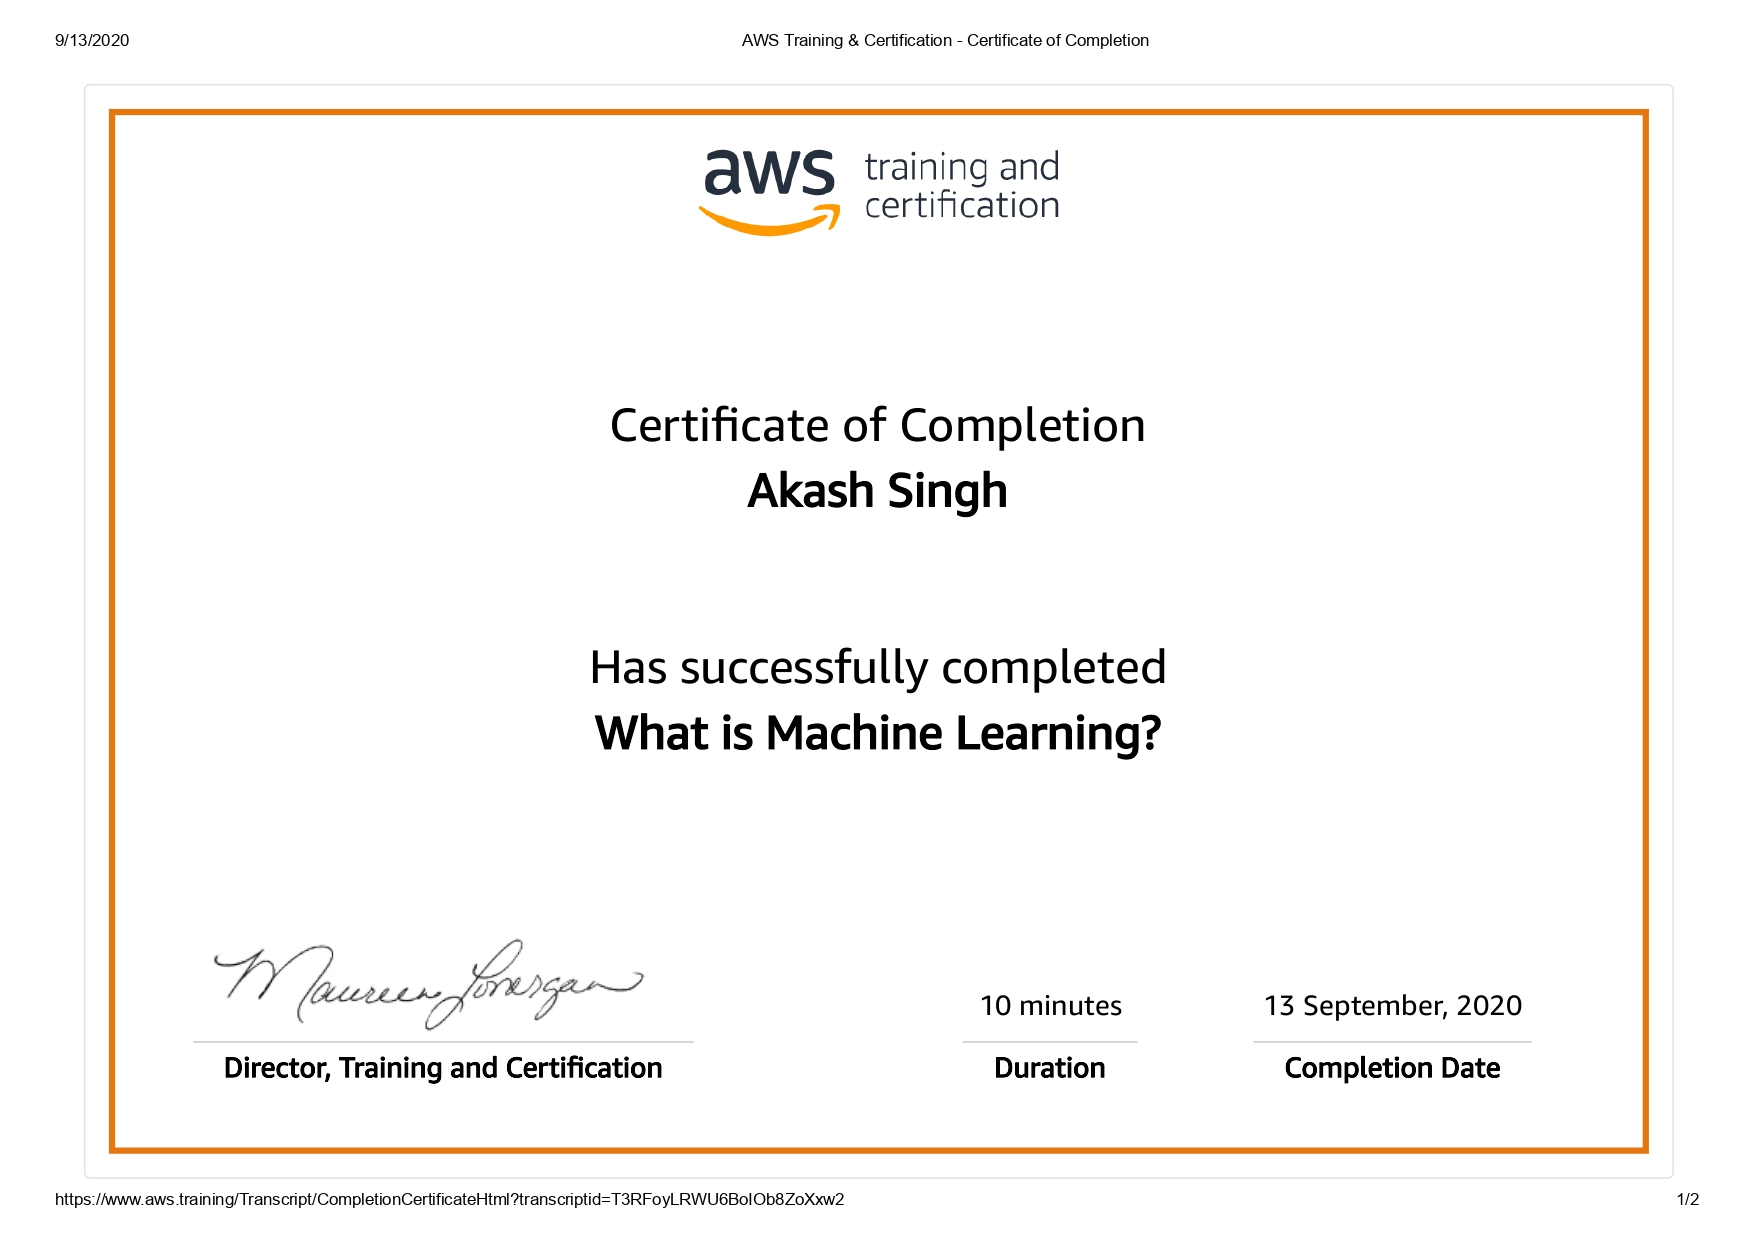 9/13/2020 AWS Training & Certification - Certificate of Completion
aws training and
certification
Certificate of Completion
Akash Singh
Has successfully completed
What is Machine Learning?
Maureen Lonergan
10 minutes 13 September, 2020
Director, Training and Certification Duration Completion Date
https://www.aws.training/Transcript/CompletionCertificateHtml?transcriptid=T3RFoyLRWU6BoIOb8ZoXxw2 1/2